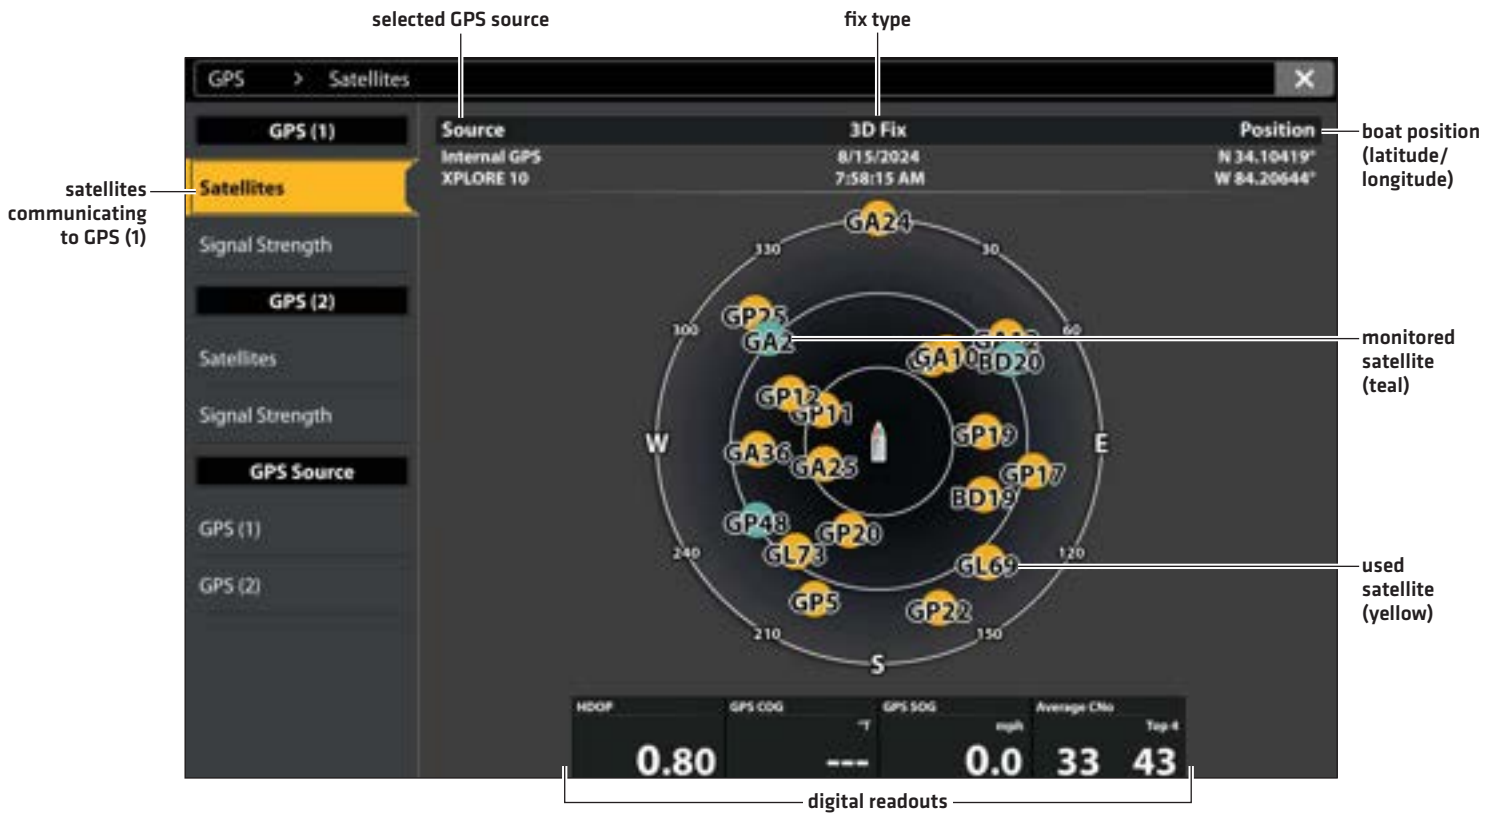 selected GPS source
fix type
GPS > Satellites
GPS (1)
Source
3D Fix
Position
boat position
(latitude/
longitude)
Internal GPS
8/15/2024
N 34.10419°
XPLORE 10
7:58:15 AM
W 84.20644°
satellites
communicating
to GPS (1)
Satellites
Signal Strength
GPS (2)
Satellites
Signal Strength
GPS Source
GPS (1)
GPS (2)
GA24
330
30
GP25
300
60
GA2
monitored
satellite
(teal)
GA10
BD20
GP12
GP11
GP19
W
E
GA36
GA25
GP17
BD19
GP48
GP20
GL73
240
120
GL69
used
satellite
(yellow)
GP5
GP22
210
150
S
HDOP
GPS COG
GPS SOG
Average CNo
°T
mph
Top 4
0.80
---
0.0
33
43
digital readouts